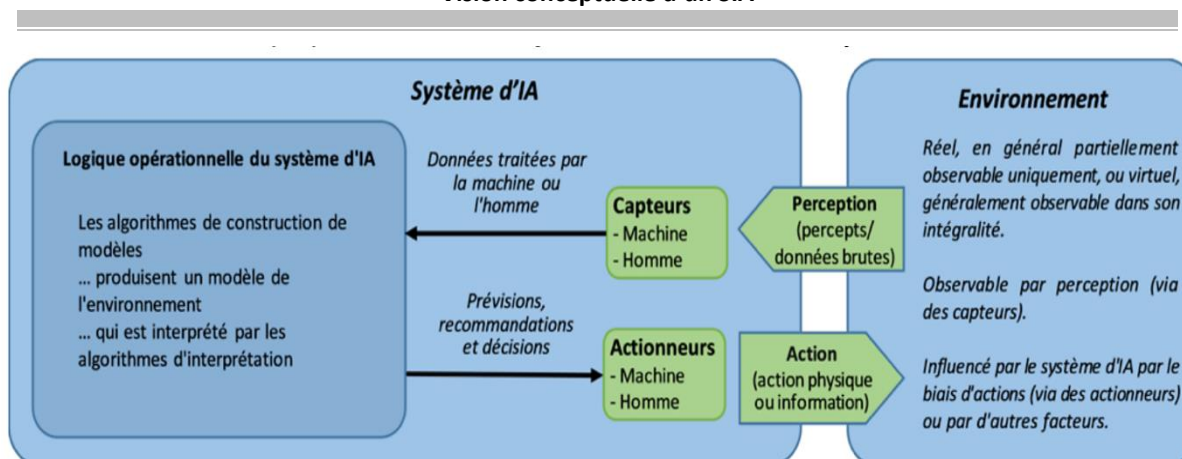 Système d'IA
Logique opérationnelle du système d'IA
Les algorithmes de construction de
modèles
... produisent un modèle de
l'environnement
... qui est interprété par les
algorithmes d'interprétation
Données traitées par
la machine ou
l'homme
Prévisions,
recommandations
et décisions
Capteurs
- Machine
- Homme
Actionneurs
- Machine
- Homme
Perception
(percepts/
données brutes)
Action
(action physique
ou information)
Environnement
Réel, en général partiellement
observable uniquement, ou virtuel,
généralement observable dans son
intégralité.
Observable par perception (via
des capteurs).
Influencé par le système d'IA par le
biais d'actions (via des actionneurs)
ou par d'autres facteurs.